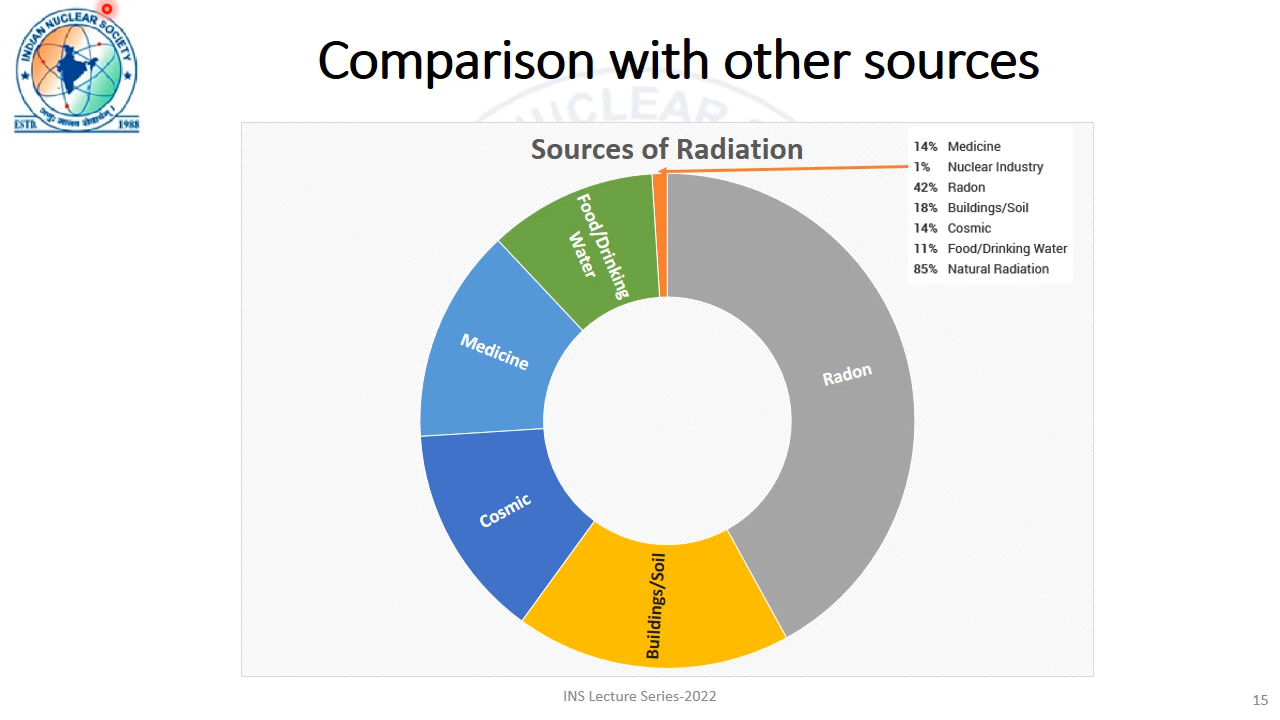 INDIAN NUCLEAR SOCIETY
ESTD. 1988
Comparison with other sources
NUCLEAR
Sources of Radiation
14% Medicine
1% Nuclear Industry
42% Radon
18% Buildings/Soil
14% Cosmic
11% Food/Drinking Water
85% Natural Radiation
Food/Drinking
Water
Medicine
Radon
Cosmic
Buildings/Soil
INS Lecture Series-2022
15